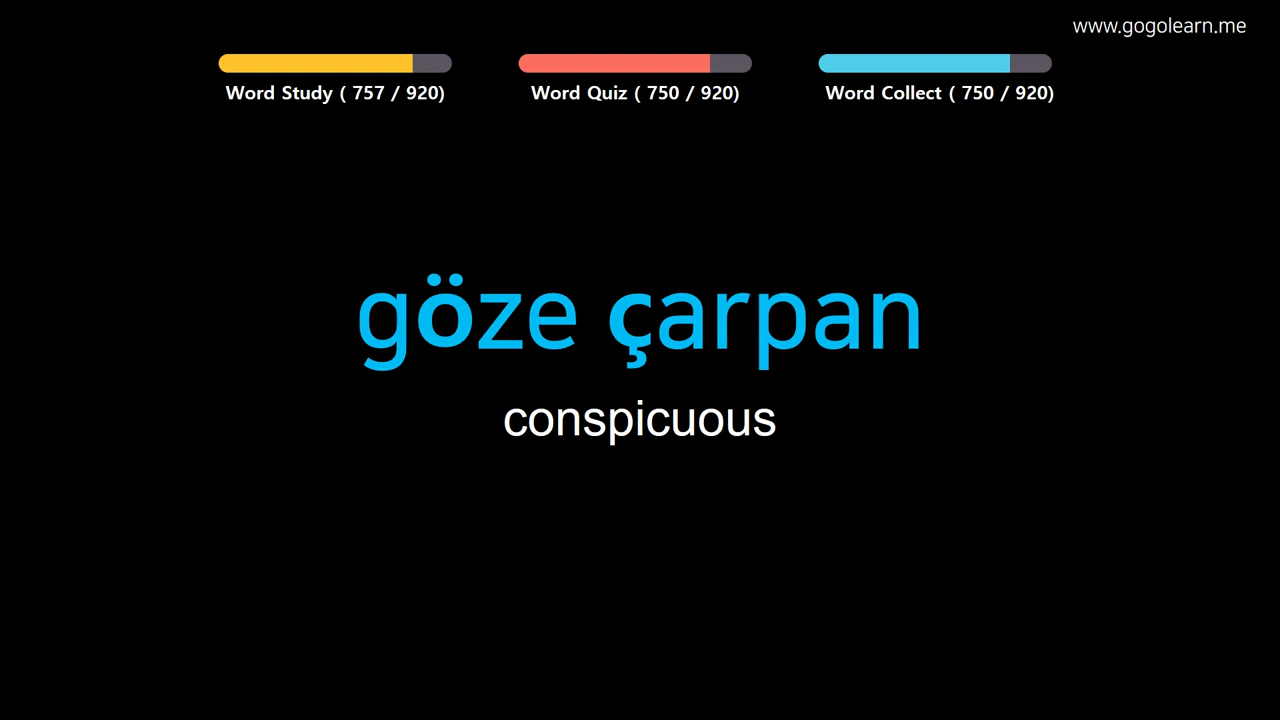 www.gogolearn.me
Word Study ( 757 / 920)
Word Quiz ( 750 / 920)
Word Collect ( 750 / 920)
göze çarpan
conspicuous